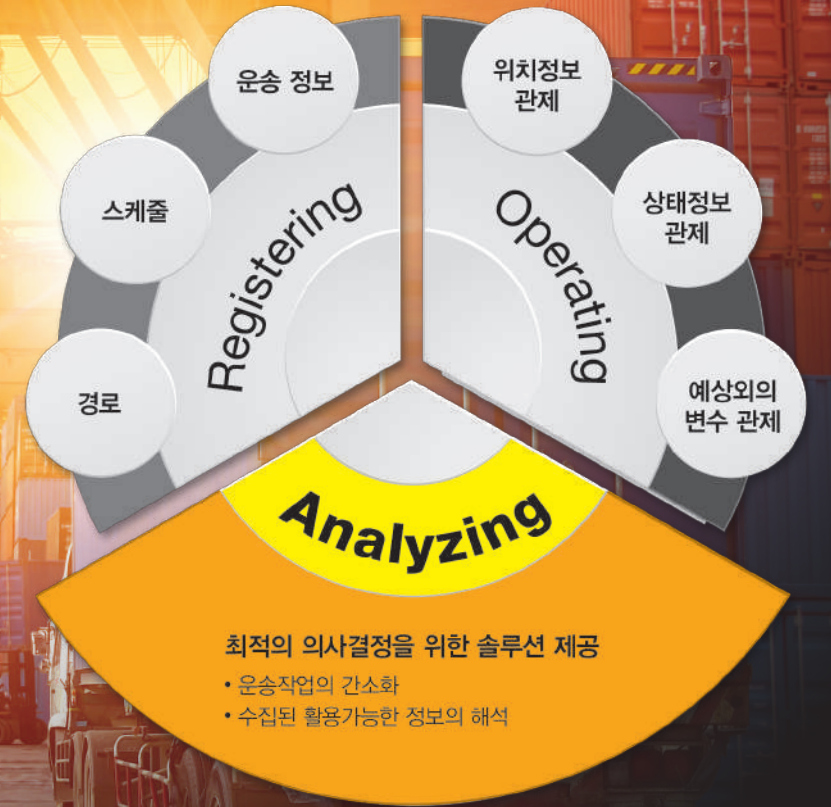 운송 정보
스케줄
경로
Registering
위치정보
관제
상태정보
관제
예상외의
변수 관제
Operating
Analyzing
최적의 의사결정을 위한 솔루션 제공
• 운송작업의 간소화
• 수집된 활용가능한 정보의 해석